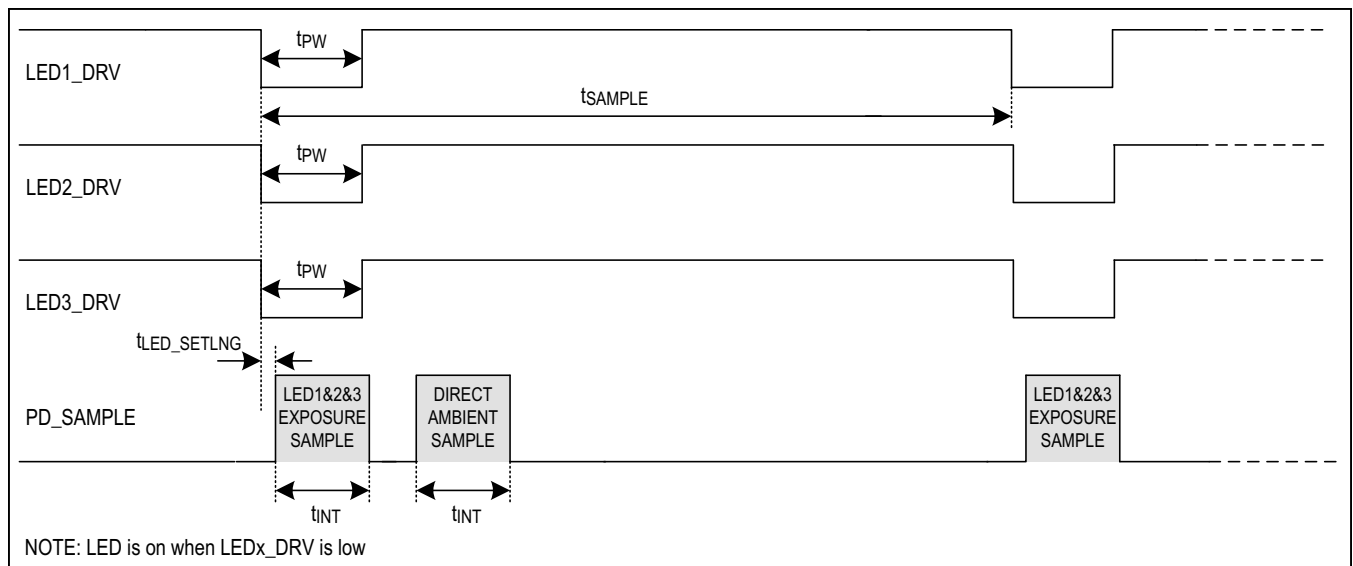 tPW
LED1_DRV
tSAMPLE
tPW
LED2_DRV
tPW
LED3_DRV
tLED_SETLNG
LED1&2&3
EXPOSURE
SAMPLE
DIRECT
AMBIENT
SAMPLE
LED1&2&3
EXPOSURE
SAMPLE
PD_SAMPLE
tINT
tINT
NOTE: LED is on when LEDx_DRV is low